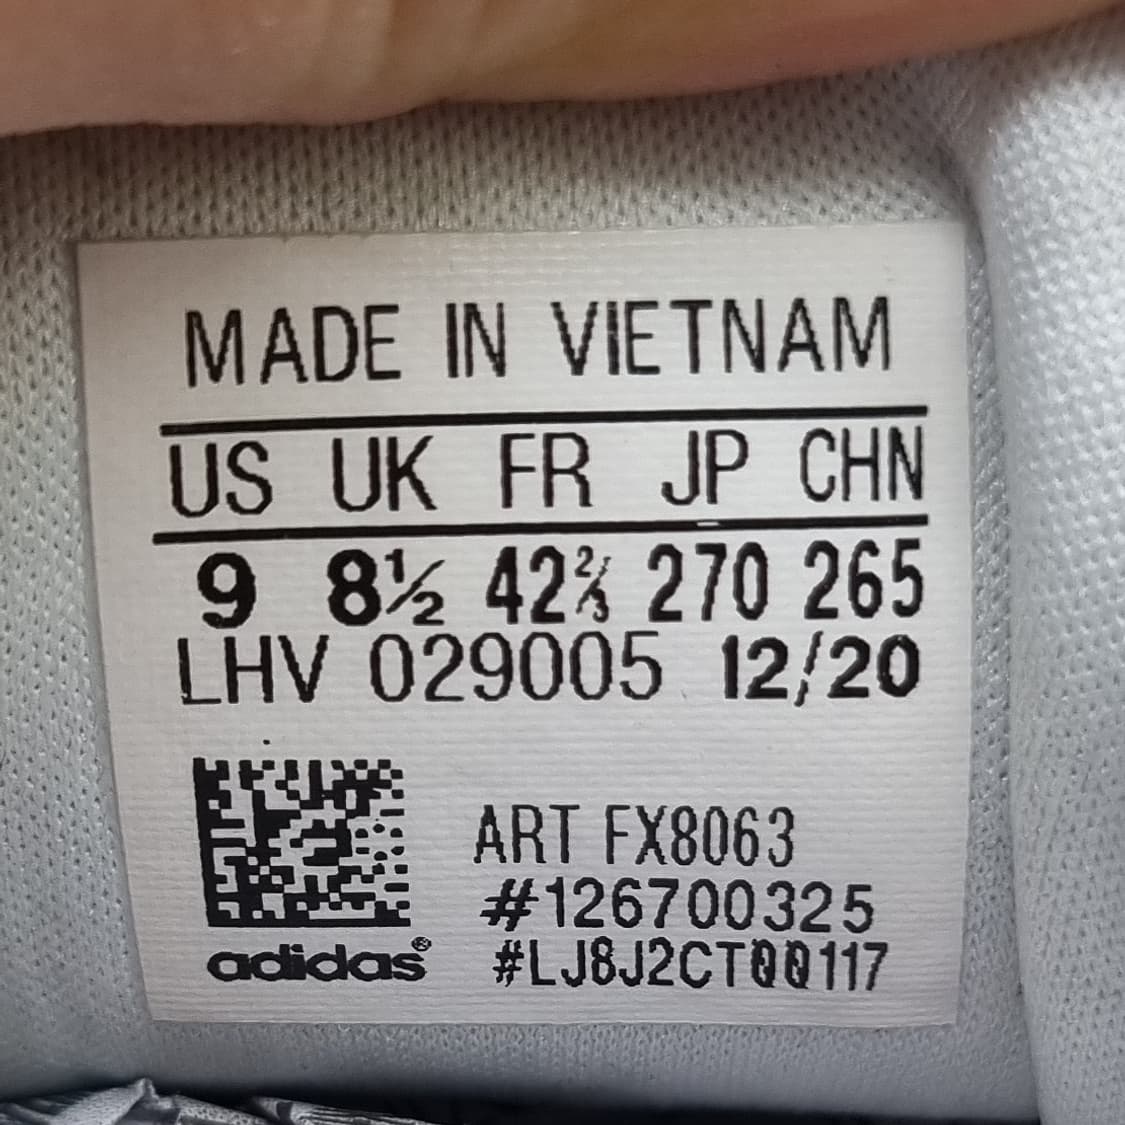 MADE IN VIETNAM
US UK FR JP CHN
9 8½ 42⅔ 270 265
LHV 029005 12/20
ART FX8063
#126700325
adidas® #LJ8J2CT00117